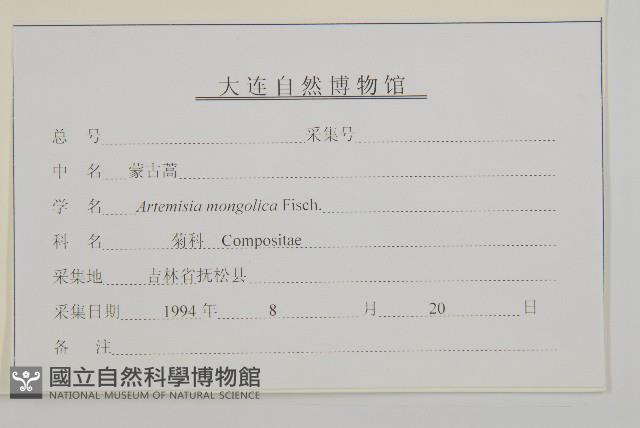 大连自然博物馆
总 号 采集号
中 名 蒙古蒿
学 名 Artemisia mongolica Fisch.
科 名 菊科 Compositae
采集地 吉林省抚松县
采集日期 1994 年 8 月 20 日
备 注
國立自然科學博物館
NATIONAL MUSEUM OF NATURAL SCIENCE